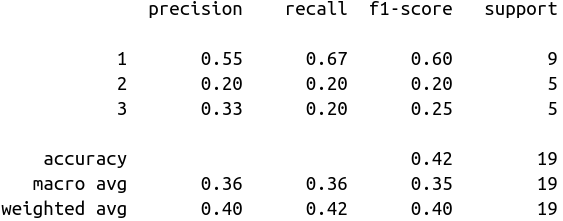 precision recall f1-score support
1 0.55 0.67 0.60 9
2 0.20 0.20 0.20 5
3 0.33 0.20 0.25 5
accuracy 0.42 19
macro avg 0.36 0.36 0.35 19
weighted avg 0.40 0.42 0.40 19